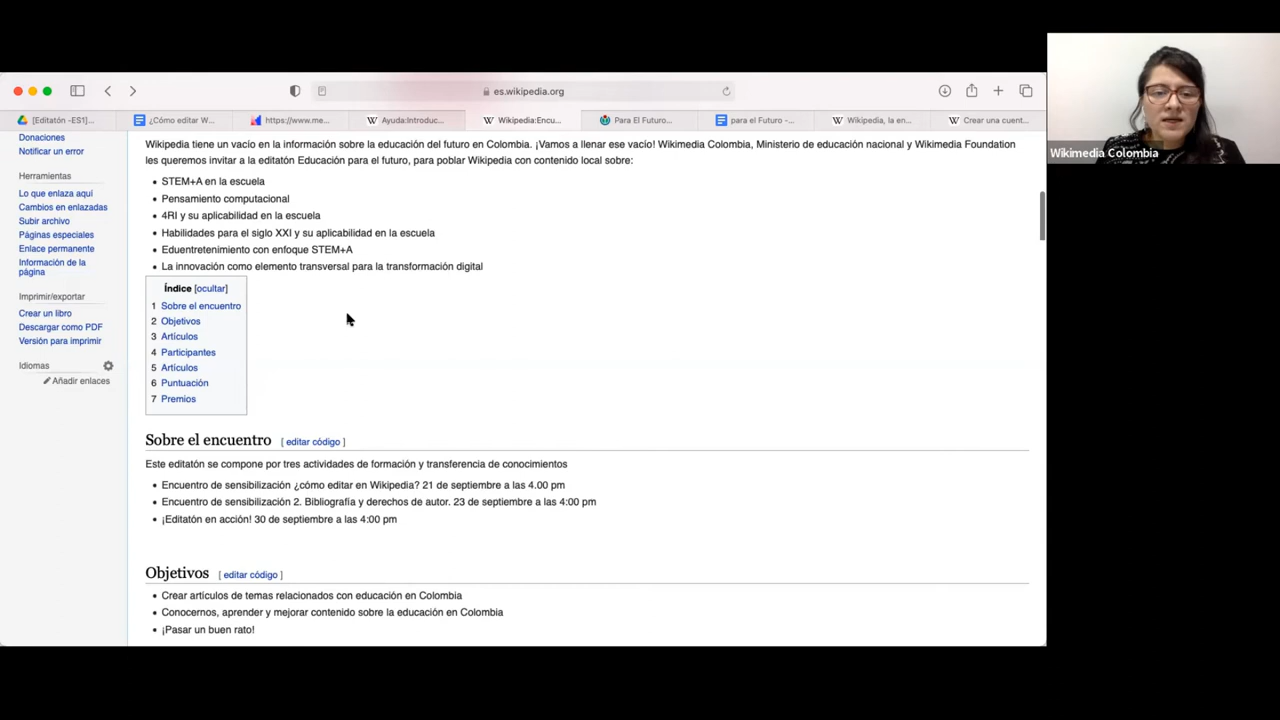 es.wikipedia.org
[Editatón -ES1]...
¿Cómo editar W...
https://www.me...
Ayuda:Introduc...
Wikipedia:Encu...
Para El Futuro...
para el Futuro -...
Wikipedia, la en...
Crear una cuent...
Wikimedia Colombia
Donaciones
Notificar un error
Herramientas
Lo que enlaza aquí
Cambios en enlazadas
Subir archivo
Páginas especiales
Enlace permanente
Información de la
página
Imprimir/exportar
Crear un libro
Descargar como PDF
Versión para imprimir
Idiomas
Añadir enlaces
Wikipedia tiene un vacío en la información sobre la educación del futuro en Colombia. ¡Vamos a llenar ese vacío! Wikimedia Colombia, Ministerio de educación nacional y Wikimedia Foundation
les queremos invitar a la editatón Educación para el futuro, para poblar Wikipedia con contenido local sobre:
• STEM+A en la escuela
• Pensamiento computacional
• 4RI y su aplicabilidad en la escuela
• Habilidades para el siglo XXI y su aplicabilidad en la escuela
• Eduentretenimiento con enfoque STEM+A
• La innovación como elemento transversal para la transformación digital
Índice [ocultar]
1 Sobre el encuentro
2 Objetivos
3 Artículos
4 Participantes
5 Artículos
6 Puntuación
7 Premios
Sobre el encuentro [ editar código ]
Este editatón se compone por tres actividades de formación y transferencia de conocimientos
• Encuentro de sensibilización ¿cómo editar en Wikipedia? 21 de septiembre a las 4.00 pm
• Encuentro de sensibilización 2. Bibliografía y derechos de autor. 23 de septiembre a las 4:00 pm
• ¡Editatón en acción! 30 de septiembre a las 4:00 pm
Objetivos [ editar código ]
• Crear artículos de temas relacionados con educación en Colombia
• Conocernos, aprender y mejorar contenido sobre la educación en Colombia
• ¡Pasar un buen rato!